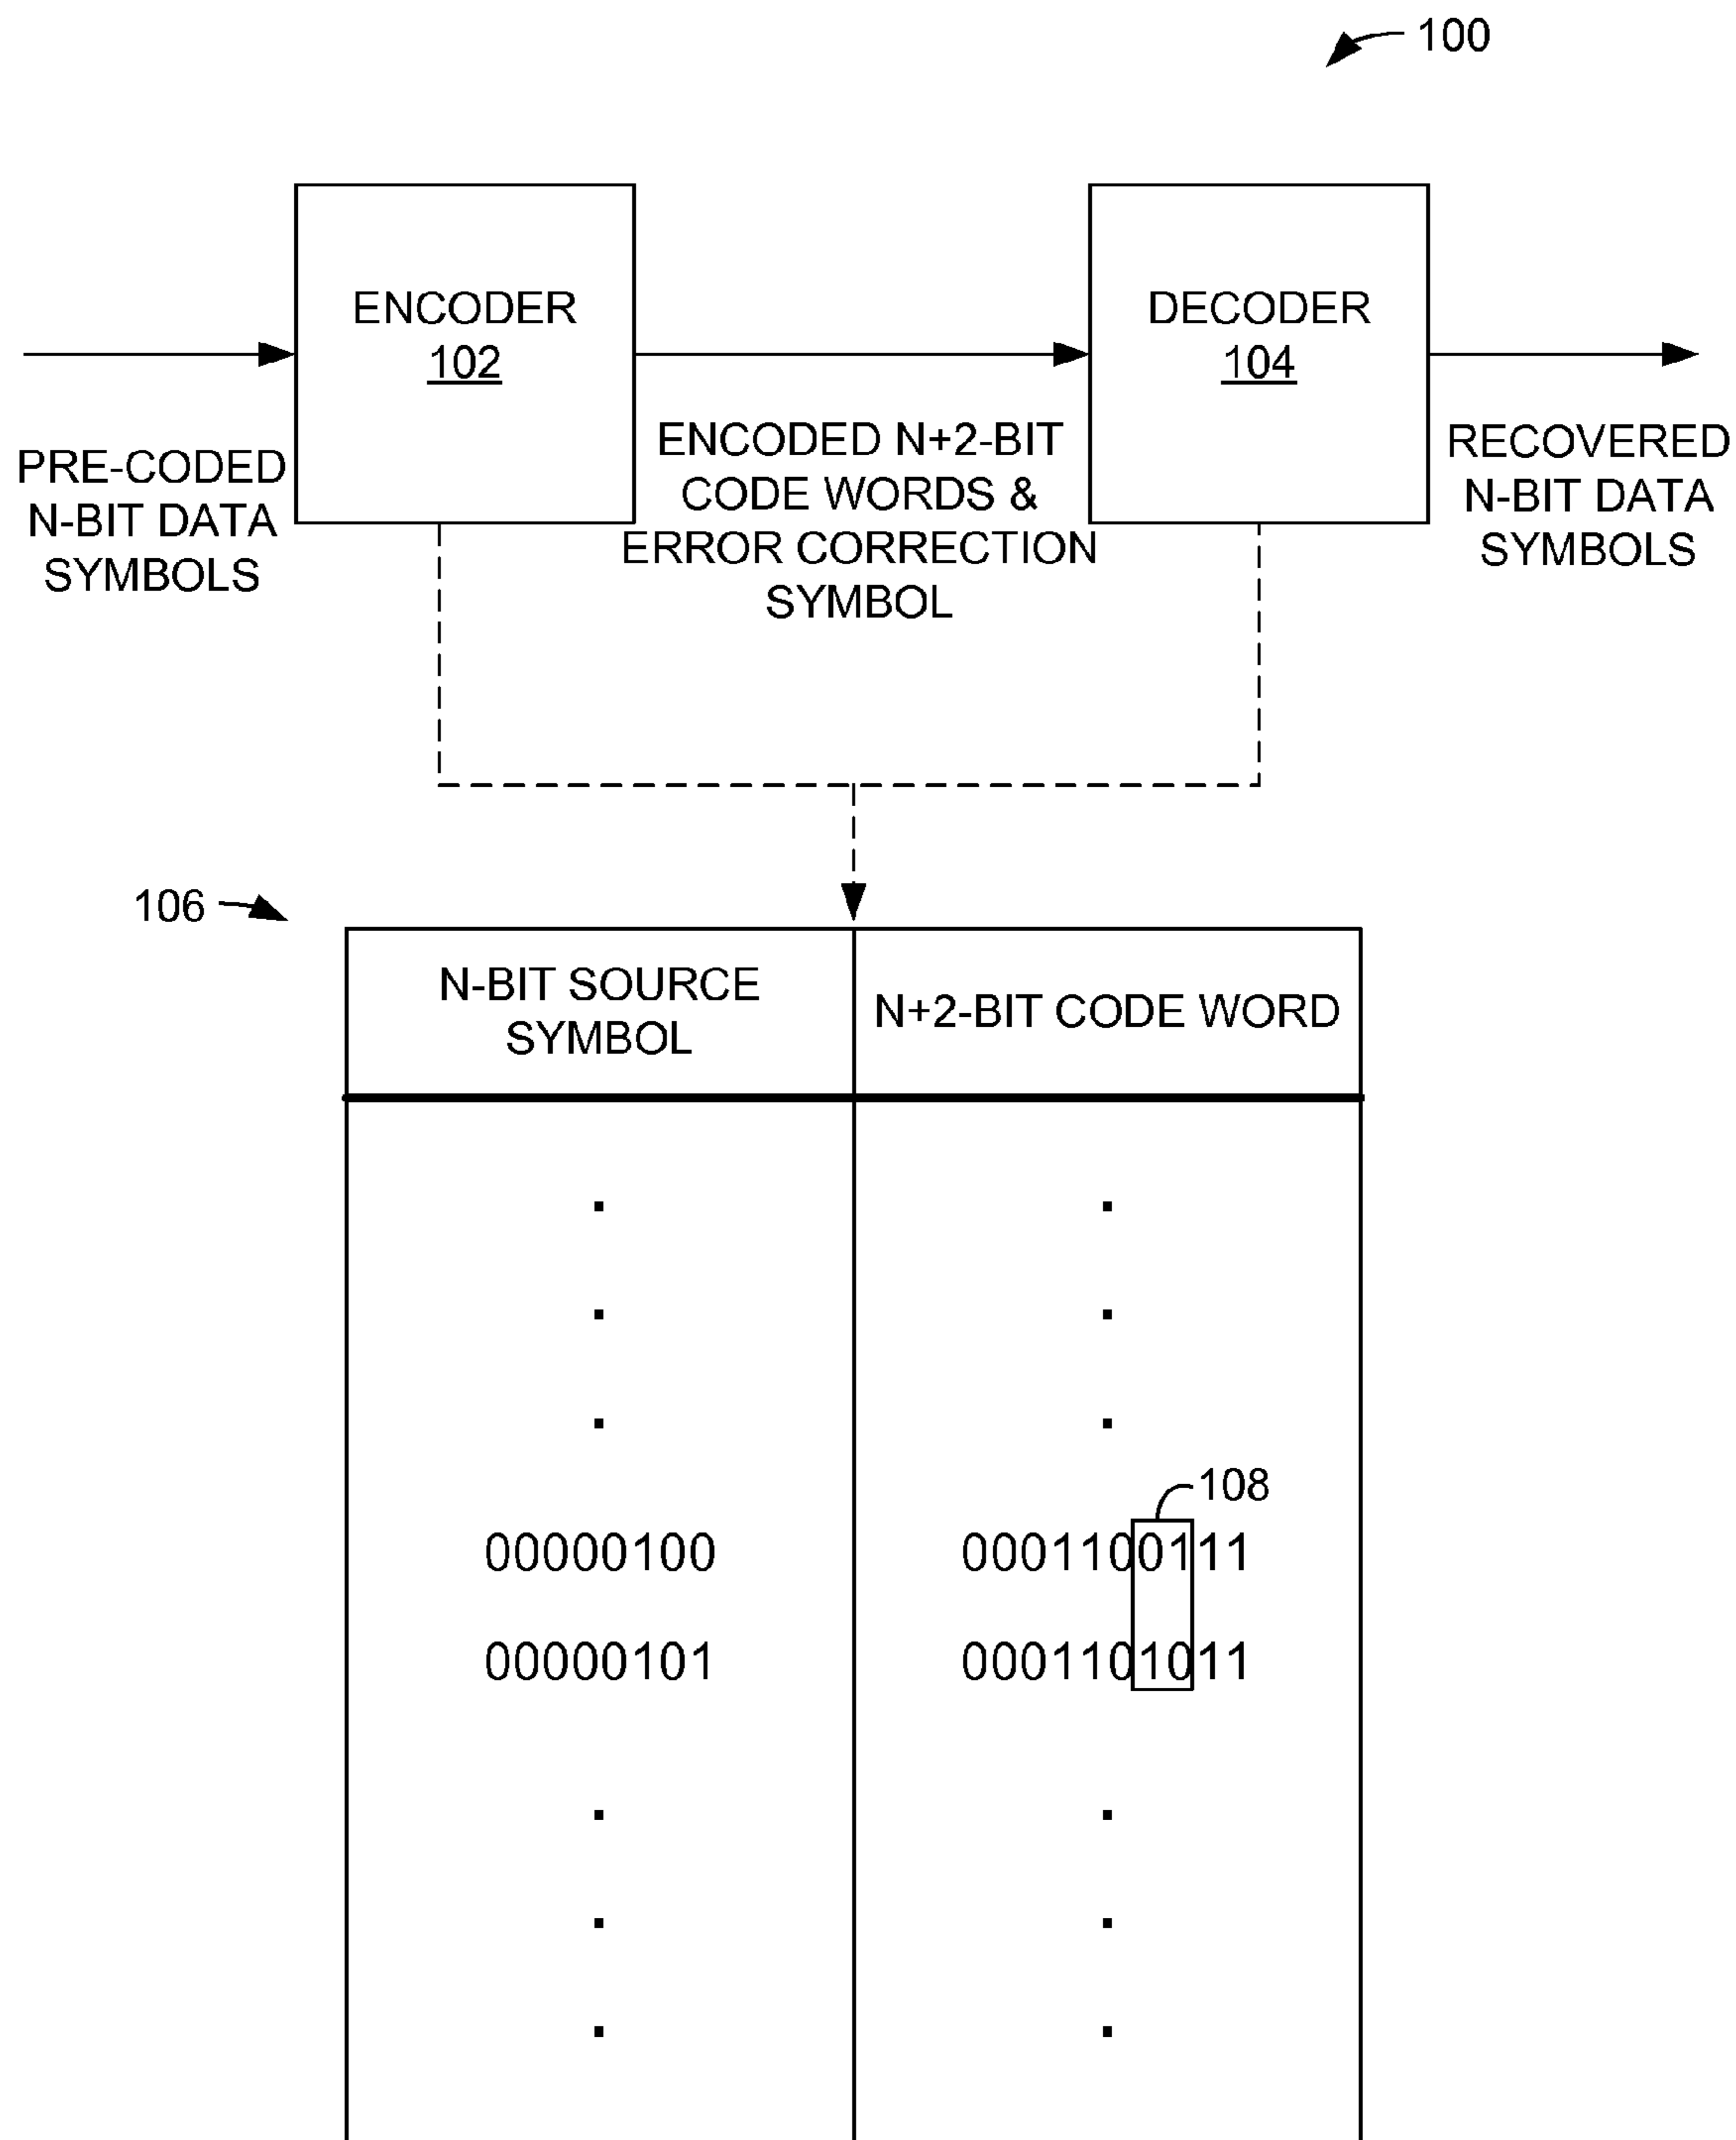 100
ENCODER
102
DECODER
104
PRE-CODED
N-BIT DATA
SYMBOLS
ENCODED N+2-BIT
CODE WORDS &
ERROR CORRECTION
SYMBOL
RECOVERED
N-BIT DATA
SYMBOLS
106
N-BIT SOURCE
SYMBOL
N+2-BIT CODE WORD
108
00000100
0001100111
00000101
0001101011